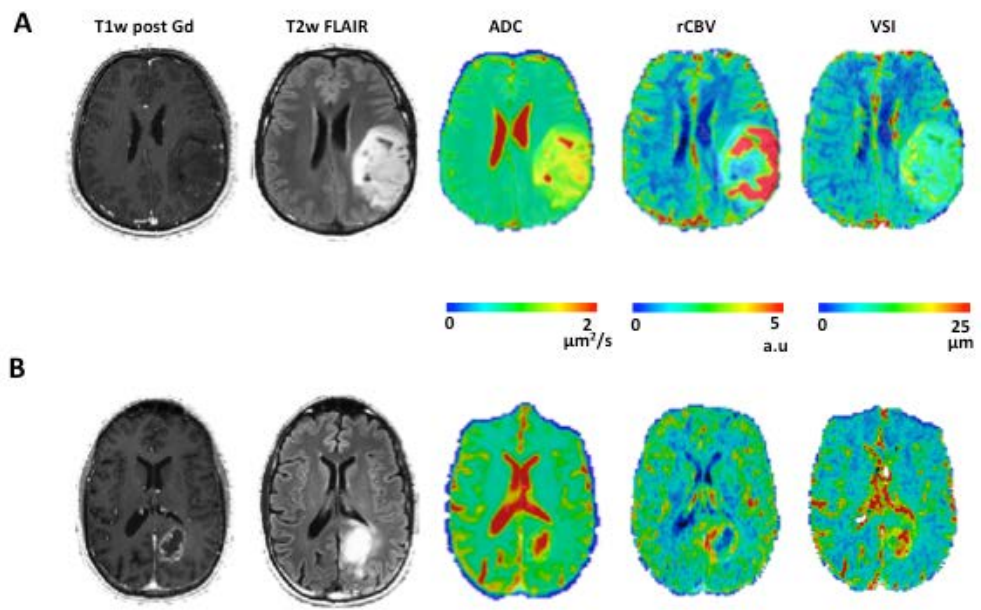 A
T1w post Gd
T2w FLAIR
ADC
rCBV
VSI
0
2
μm²/s
0
5
a.u
0
25
μm
B